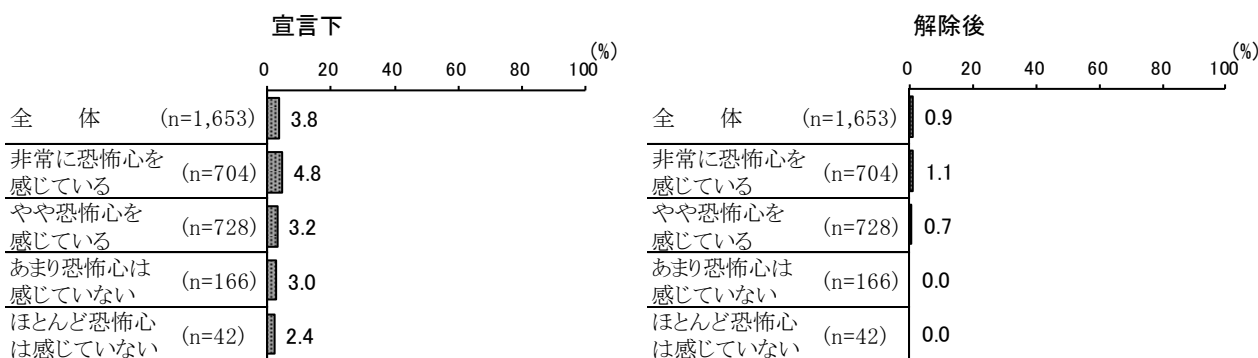 宣言下
(%)
0 20 40 60 80 100
全 体 (n=1,653) 3.8
非常に恐怖心を
感じている (n=704) 4.8
やや恐怖心を
感じている (n=728) 3.2
あまり恐怖心は
感じていない (n=166) 3.0
ほとんど恐怖心
は感じていない (n=42) 2.4
解除後
(%)
0 20 40 60 80 100
全 体 (n=1,653) 0.9
非常に恐怖心を
感じている (n=704) 1.1
やや恐怖心を
感じている (n=728) 0.7
あまり恐怖心は
感じていない (n=166) 0.0
ほとんど恐怖心
は感じていない (n=42) 0.0